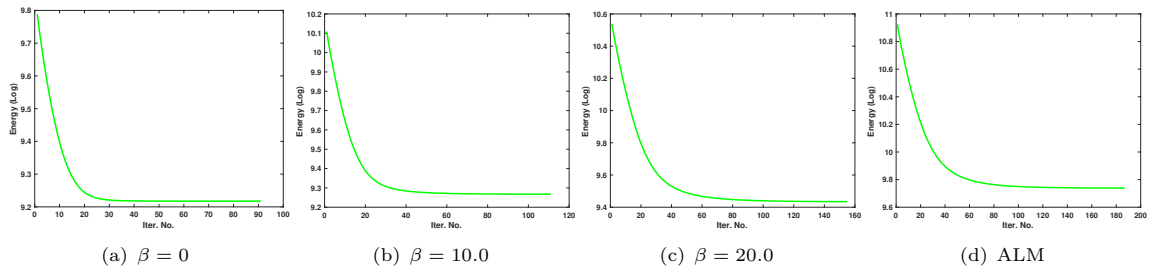 9.8
9.7
9.6
9.5
9.4
9.3
9.2
Energy (Log)
0 10 20 30 40 50 60 70 80 90 100
Iter. No.
(a) β = 0
10.2
10.1
10
9.9
9.8
9.7
9.6
9.5
9.4
9.3
9.2
Energy (Log)
0 20 40 60 80 100 120
Iter. No.
(b) β = 10.0
10.6
10.4
10.2
10
9.8
9.6
9.4
Energy (Log)
0 20 40 60 80 100 120 140 160
Iter. No.
(c) β = 20.0
11
10.8
10.6
10.4
10.2
10
9.8
9.6
Energy (Log)
0 20 40 60 80 100 120 140 160 180 200
Iter. No.
(d) ALM